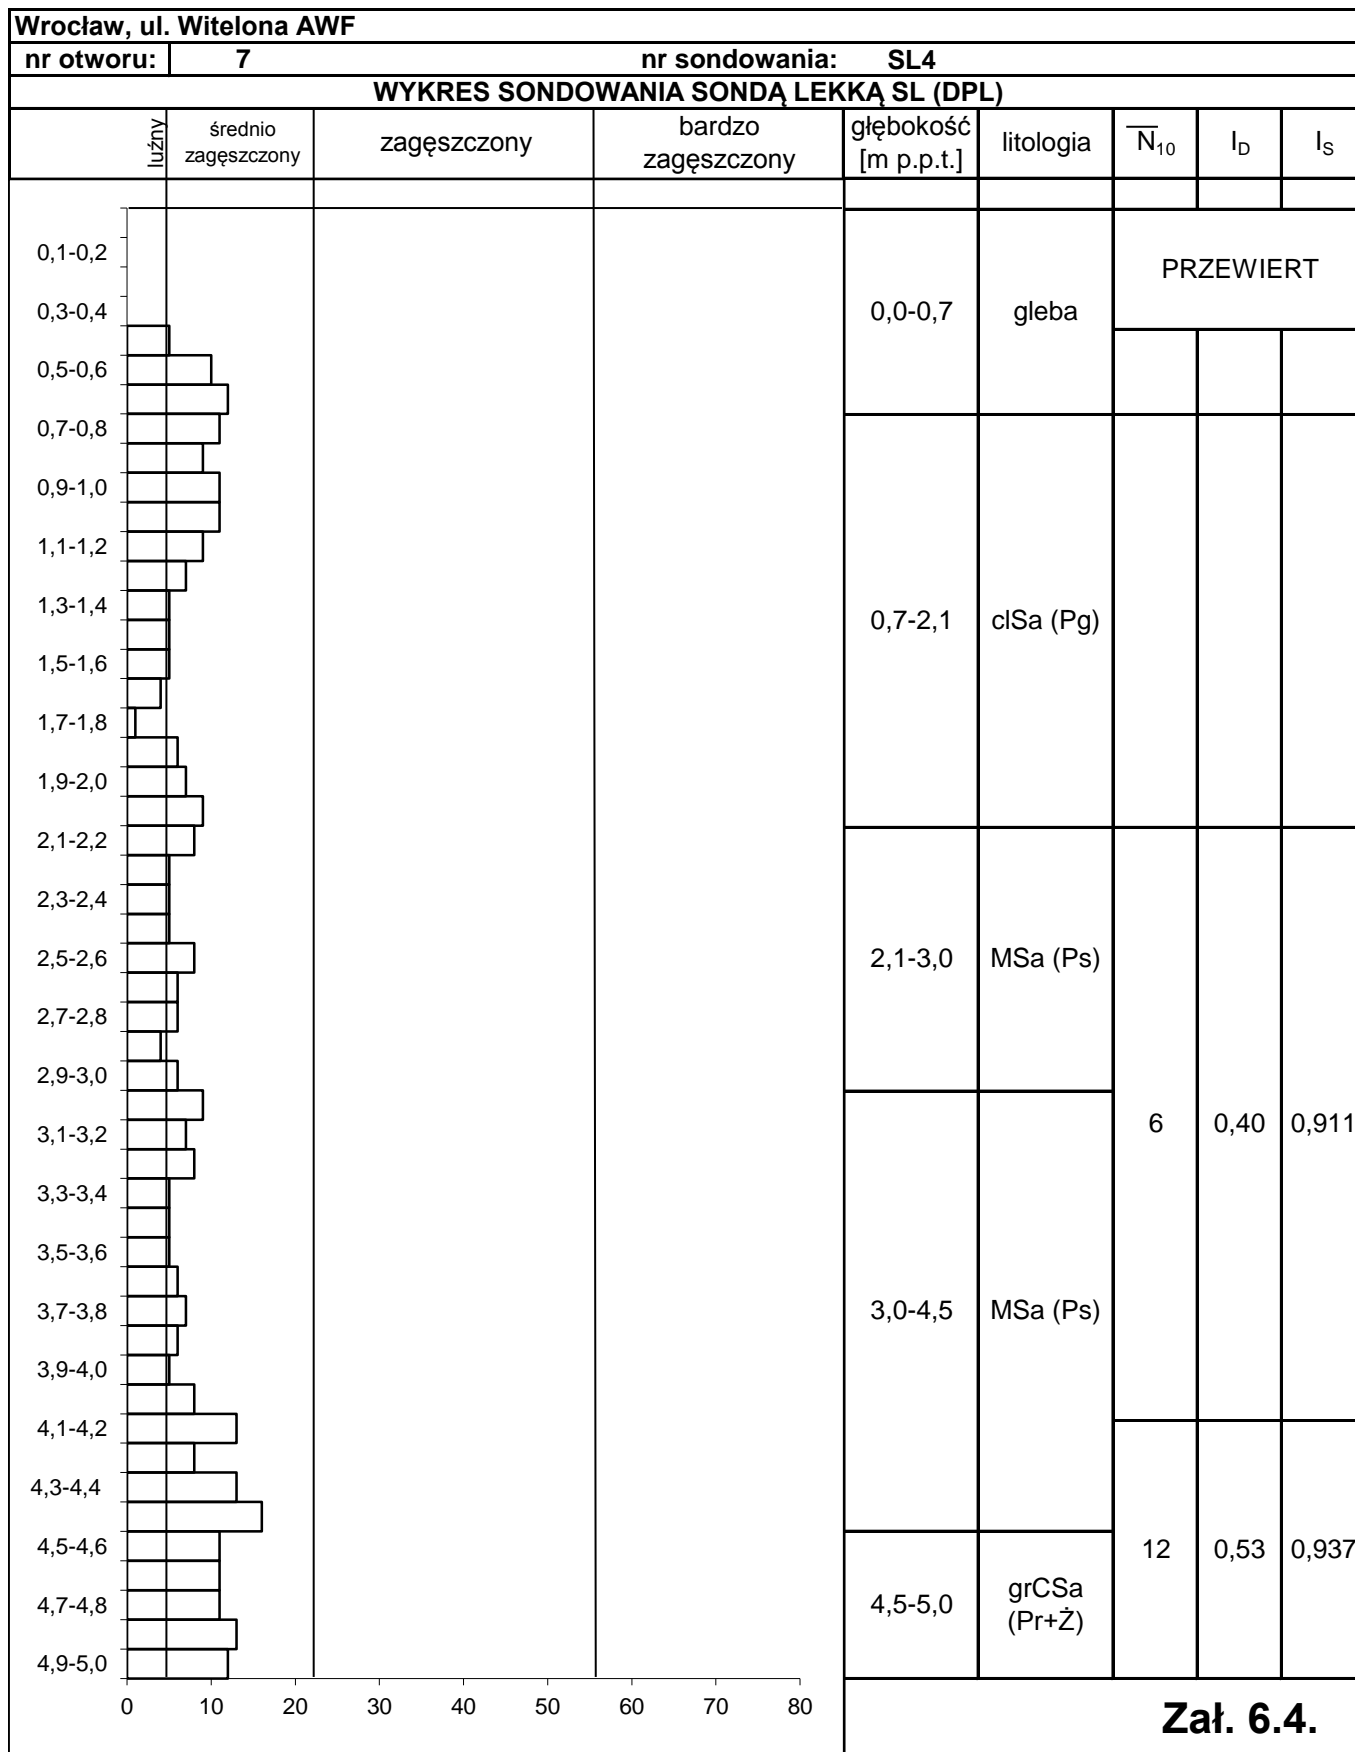 Wrocław, ul. Witelona AWF
nr otworu: 7 nr sondowania: SL4
WYKRES SONDOWANIA SONDĄ LEKKĄ SL (DPL)
luźny średnio zagęszczony zagęszczony bardzo zagęszczony głębokość [m p.p.t.] litologia N10 ID IS
0,1-0,2
0,3-0,4
0,5-0,6
0,7-0,8
0,9-1,0
1,1-1,2
1,3-1,4
1,5-1,6
1,7-1,8
1,9-2,0
2,1-2,2
2,3-2,4
2,5-2,6
2,7-2,8
2,9-3,0
3,1-3,2
3,3-3,4
3,5-3,6
3,7-3,8
3,9-4,0
4,1-4,2
4,3-4,4
4,5-4,6
4,7-4,8
4,9-5,0
0 10 20 30 40 50 60 70 80
PRZEWIERT
0,0-0,7 gleba
0,7-2,1 clSa (Pg)
2,1-3,0 MSa (Ps)
6 0,40 0,911
3,0-4,5 MSa (Ps)
12 0,53 0,937
4,5-5,0 grCSa
(Pr+Ż)
Zał. 6.4.